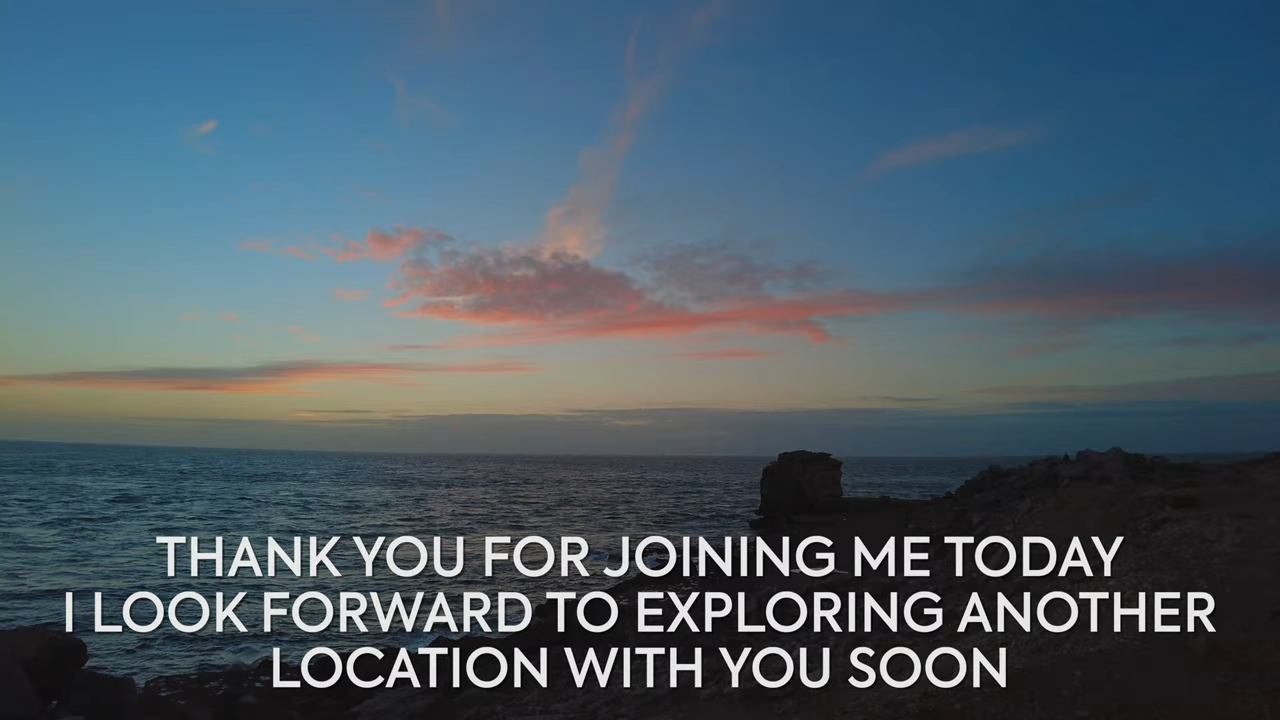 THANK YOU FOR JOINING ME TODAY
I LOOK FORWARD TO EXPLORING ANOTHER
LOCATION WITH YOU SOON